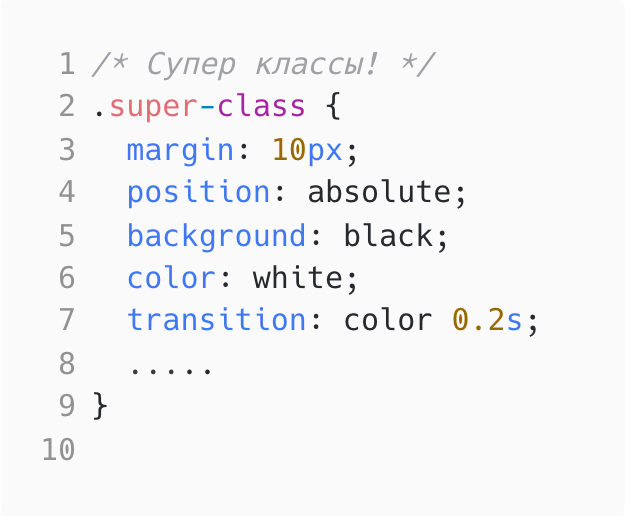 1 /* Супер классы! */
2 .super-class {
3   margin: 10px;
4   position: absolute;
5   background: black;
6   color: white;
7   transition: color 0.2s;
8   .....
9 }
10